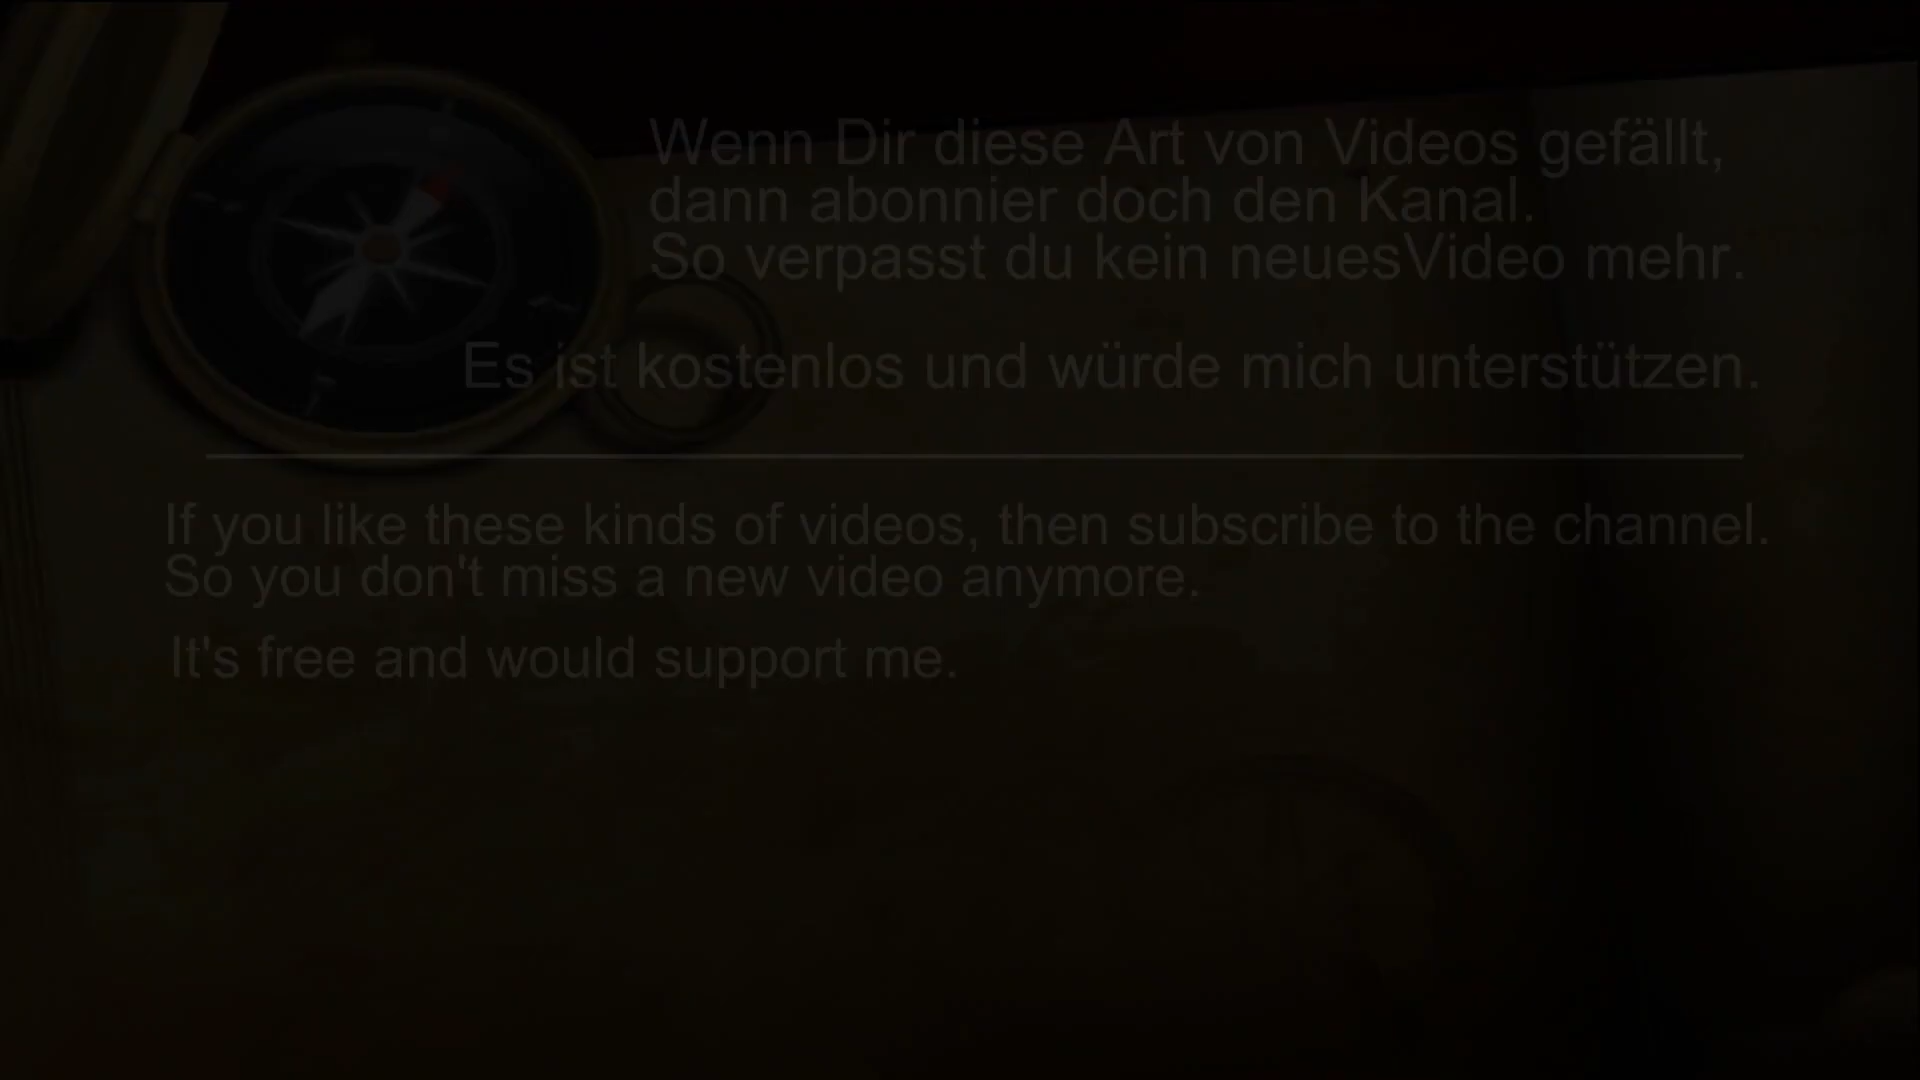 Wenn Dir diese Art von Videos gefällt,
dann abonnier doch den Kanal.
So verpasst du kein neuesVideo mehr.
Es ist kostenlos und würde mich unterstützen.
If you like these kinds of videos, then subscribe to the channel.
So you don't miss a new video anymore.
It's free and would support me.